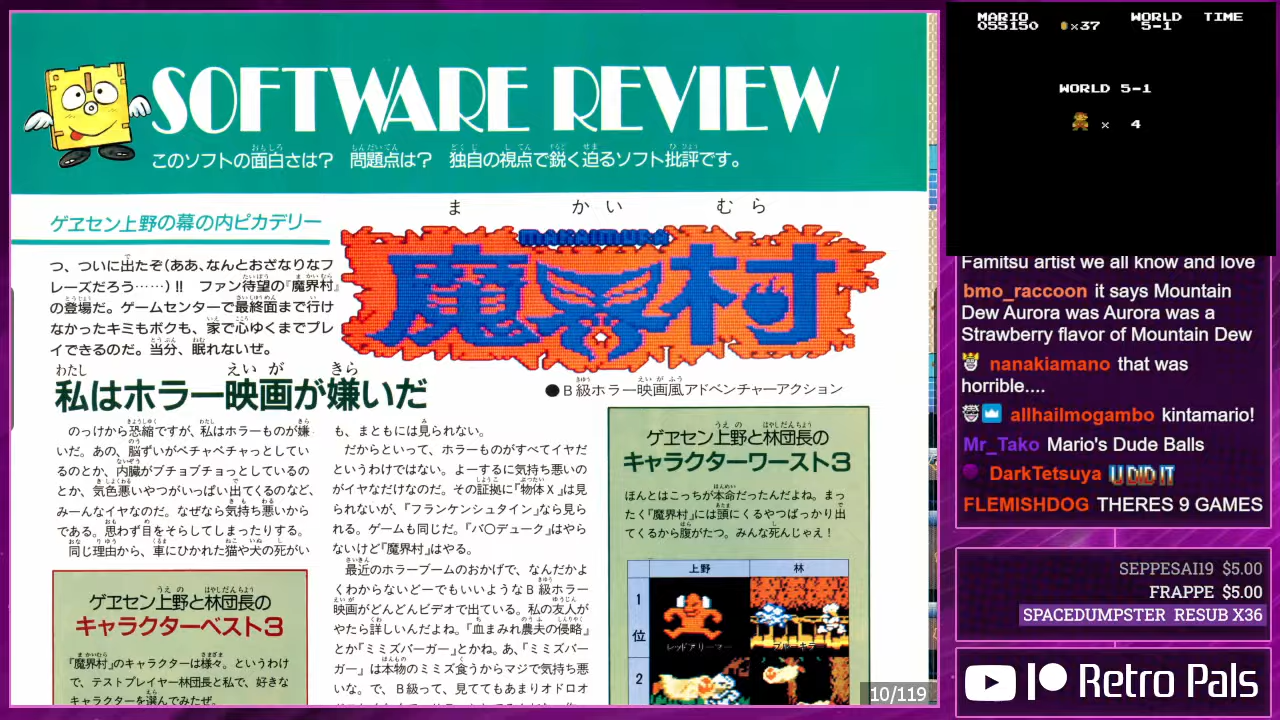 SOFTWARE REVIEW
このソフトの面白さは? 問題点は? 独自の視点で鋭く迫るソフト批評です。
ゲヱセン上野の幕の内ピカデリー
ま かい むら
MAKAIMURA
魔界村
つ、ついに出たぞ(ああ、なんとおざなりなフ
レーズだろう……)!! ファン待望の『魔界村』
の登場だ。ゲームセンターで最終面まで行け
なかったキミもボクも、家で心ゆくまでプレ
イできるのだ。当分、眠れないぜ。
●B級ホラー映画風アドベンチャーアクション
私はホラー映画が嫌いだ
のっけから恐縮ですが、私はホラーものが嫌
いだ。あの、脳ずいがベチャベチャっとしてい
るのとか、内臓がブチョブチョっとしているの
とか、気色悪いやつがいっぱい出てくるのなど、
みーんなイヤなのだ。なぜなら気持ち悪いから
である。思わず目をそらしてしまったりする。
同じ理由から、車にひかれた猫や犬の死がい
も、まともには見られない。
だからといって、ホラーものがすべてイヤだ
というわけではない。よーするに気持ち悪いの
がイヤなだけなのだ。その証拠に『物体X』は見
られないが、『フランケンシュタイン』なら見ら
れる。ゲームも同じだ。『バ〇デューク』はやら
ないけど『魔界村』はやる。
最近のホラーブームのおかげで、なんだかよ
くわからないどーでもいいようなB級ホラー
映画がどんどんビデオで出ている。私の友人が
やたら詳しいんだよね。『血まみれ農夫の侵略』
とか『ミミズバーガー』とかね。あ、『ミミズバー
ガー』は本物のミミズ食うからマジで気持ち悪
いな。で、B級って、見ててもあまりオドロオ
ゲヱセン上野と林団長の
キャラクターベスト3
『魔界村』のキャラクターは様々。というわけ
で、テストプレイヤー林団長と私で、好きな
キャラクターを選んでみたぜ。
ゲヱセン上野と林団長の
キャラクターワースト3
ほんとはこっちが本命だったんだよね。まっ
たく『魔界村』には頭にくるやつばっかり出
てくるから腹がたつ。みんな死んじゃえ!
上野 林
1
位
レッドアリーマー
2
10/119
MARIO WORLD TIME
055150 ×37 5-1
WORLD 5-1
× 4
Famitsu artist we all know and love
bmo_raccoon it says Mountain
Dew Aurora was Aurora was a
Strawberry flavor of Mountain Dew
nanakiamano that was
horrible....
allhailmogambo kintamario!
Mr_Tako Mario's Dude Balls
DarkTetsuya U DID IT
FLEMISHDOG THERES 9 GAMES
SEPPESAI19 $5.00
FRAPPE $5.00
SPACEDUMPSTER RESUB X36
Retro Pals